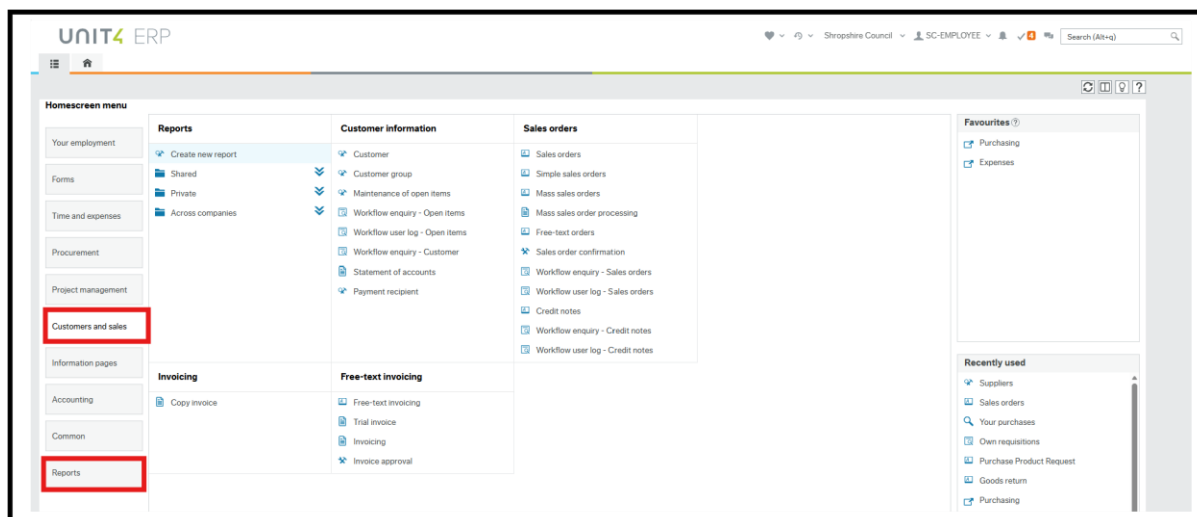 UNIT4 ERP
Shropshire Council
SC-EMPLOYEE
4
Search (Alt+q)
?
Homescreen menu
Your employment
Forms
Time and expenses
Procurement
Project management
Customers and sales
Information pages
Accounting
Common
Reports
Reports
Create new report
Shared
Private
Across companies
Customer information
Customer
Customer group
Maintenance of open items
Workflow enquiry - Open items
Workflow user log - Open items
Workflow enquiry - Customer
Statement of accounts
Payment recipient
Sales orders
Sales orders
Simple sales orders
Mass sales orders
Mass sales order processing
Free-text orders
Sales order confirmation
Workflow enquiry - Sales orders
Workflow user log - Sales orders
Credit notes
Workflow enquiry - Credit notes
Workflow user log - Credit notes
Invoicing
Copy invoice
Free-text invoicing
Free-text invoicing
Trial invoice
Invoicing
Invoice approval
Favourites ?
Purchasing
Expenses
Recently used
Suppliers
Sales orders
Your purchases
Own requisitions
Purchase Product Request
Goods return
Purchasing